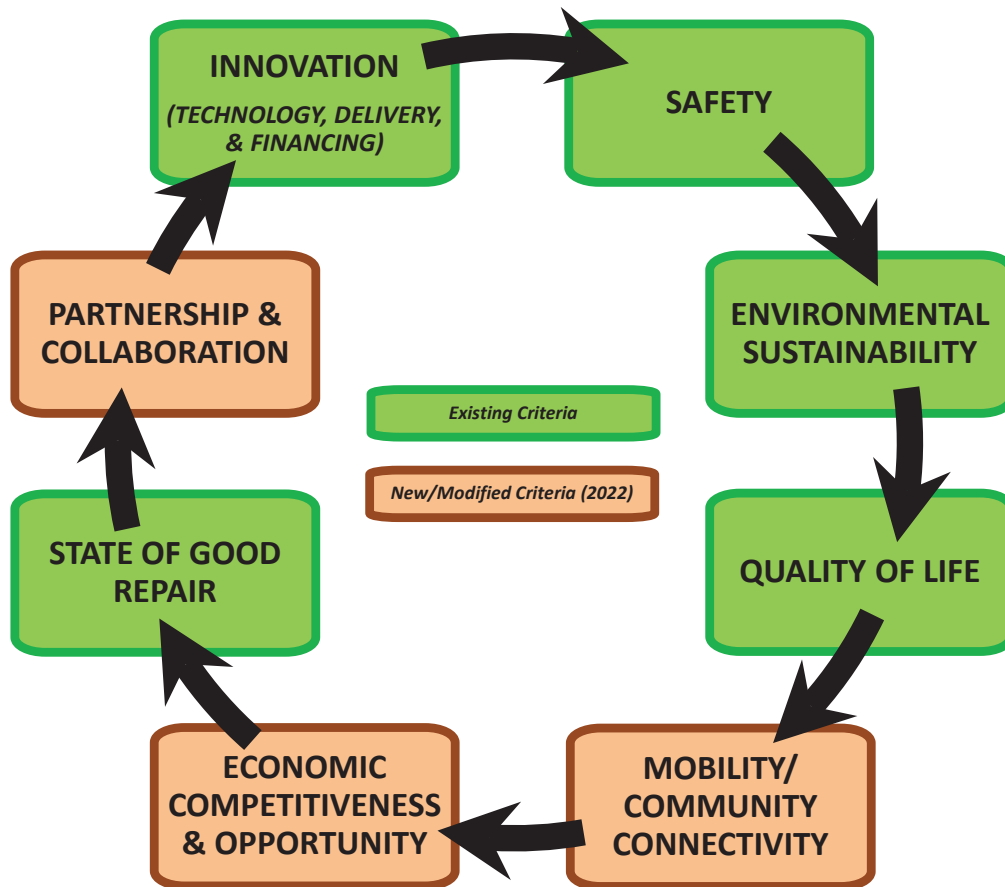 INNOVATION
(TECHNOLOGY, DELIVERY,
& FINANCING)
SAFETY
ENVIRONMENTAL
SUSTAINABILITY
QUALITY OF LIFE
MOBILITY/
COMMUNITY
CONNECTIVITY
ECONOMIC
COMPETITIVENESS
& OPPORTUNITY
STATE OF GOOD
REPAIR
PARTNERSHIP &
COLLABORATION
Existing Criteria
New/Modified Criteria (2022)